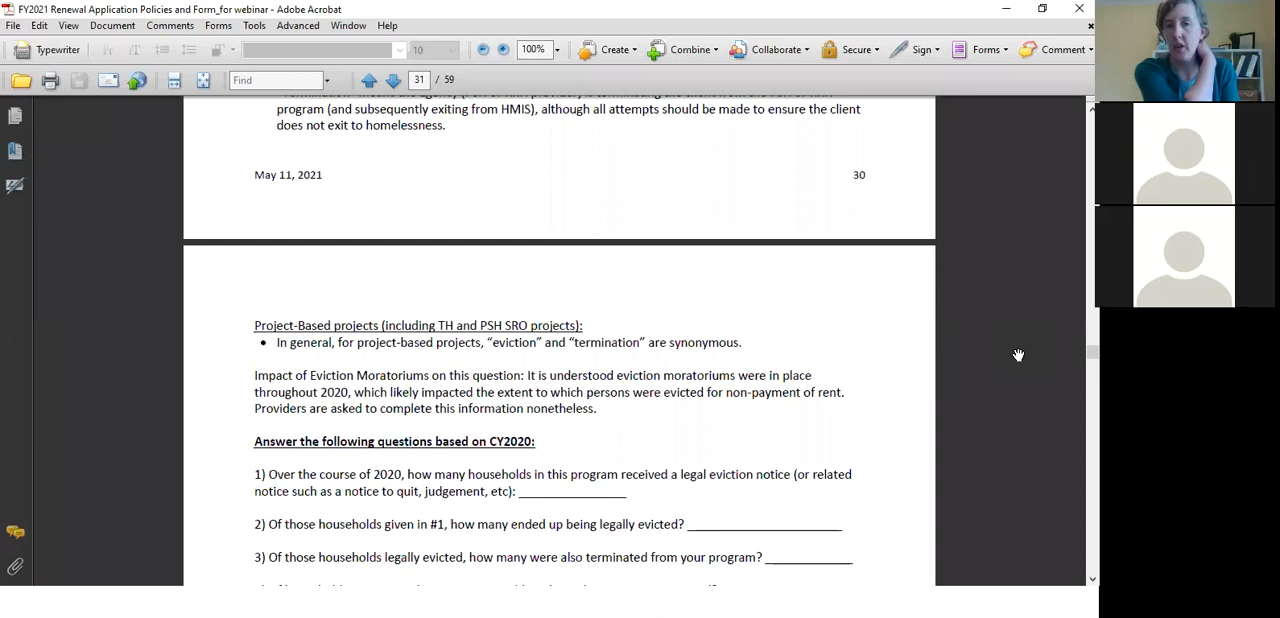 FY2021 Renewal Application Policies and Form_for webinar - Adobe Acrobat
File Edit View Document Comments Forms Tools Advanced Window Help
Typewriter 10 100% Create Combine Collaborate Secure Sign Forms Comment
Find 31 / 59
program (and subsequently exiting from HMIS), although all attempts should be made to ensure the client
does not exit to homelessness.
May 11, 2021 30
Project-Based projects (including TH and PSH SRO projects):
• In general, for project-based projects, “eviction” and “termination” are synonymous.
Impact of Eviction Moratoriums on this question: It is understood eviction moratoriums were in place
throughout 2020, which likely impacted the extent to which persons were evicted for non-payment of rent.
Providers are asked to complete this information nonetheless.
Answer the following questions based on CY2020:
1) Over the course of 2020, how many households in this program received a legal eviction notice (or related
notice such as a notice to quit, judgement, etc): ________________
2) Of those households given in #1, how many ended up being legally evicted? ______________________
3) Of those households legally evicted, how many were also terminated from your program? _____________